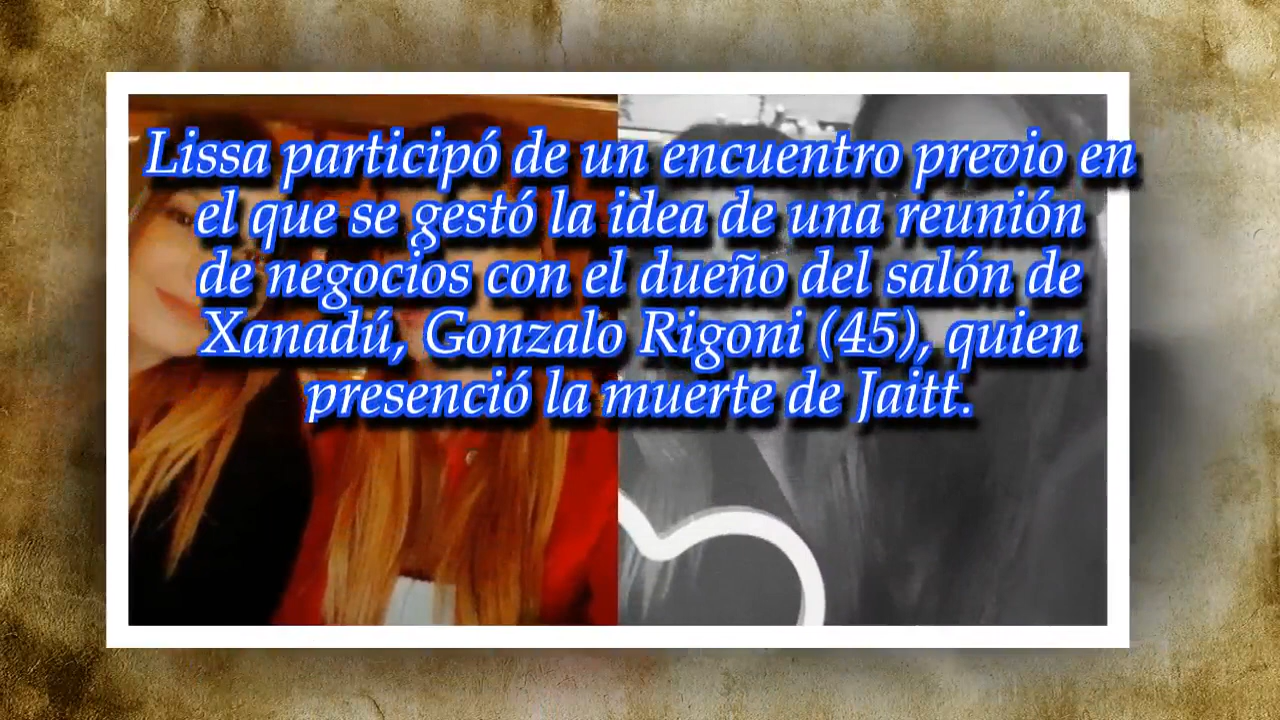 Lissa participó de un encuentro previo en
el que se gestó la idea de una reunión
de negocios con el dueño del salón de
Xanadú, Gonzalo Rigoni (45), quien
presenció la muerte de Jaitt.